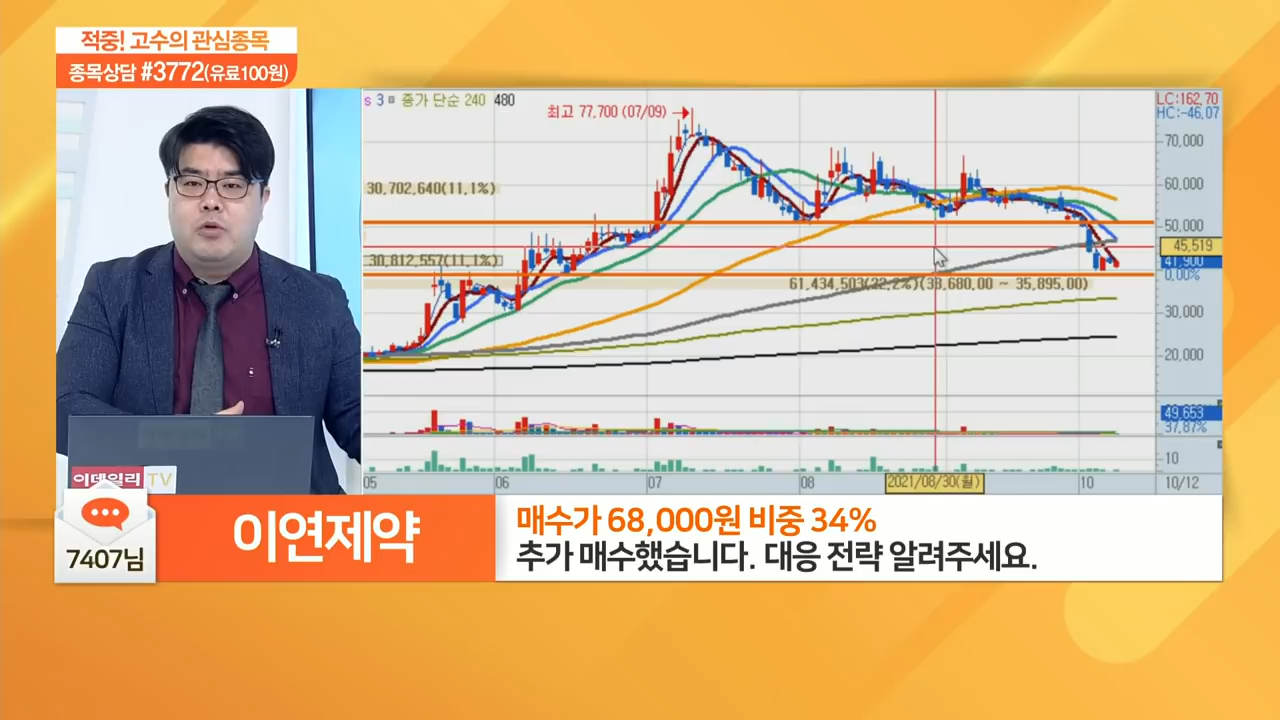 적중! 고수의 관심종목
종목상담 #3772(유료100원)
s 3 종가 단순 240 480
최고 77,700 (07/09)
LC:162,70
HC:-46,07
70,000
30,702,640(11,1%)
60,000
50,000
45,519
30,812,557(11,1%)
41,900
0,00%
61,434,503(22,2%)(38,680,00 ~ 35,895,00)
30,000
20,000
49,653
37,87%
10
05 06 07 08 2021/08/30(월) 10 10/12
이데일리 TV
7407님
이연제약
매수가 68,000원 비중 34%
추가 매수했습니다. 대응 전략 알려주세요.